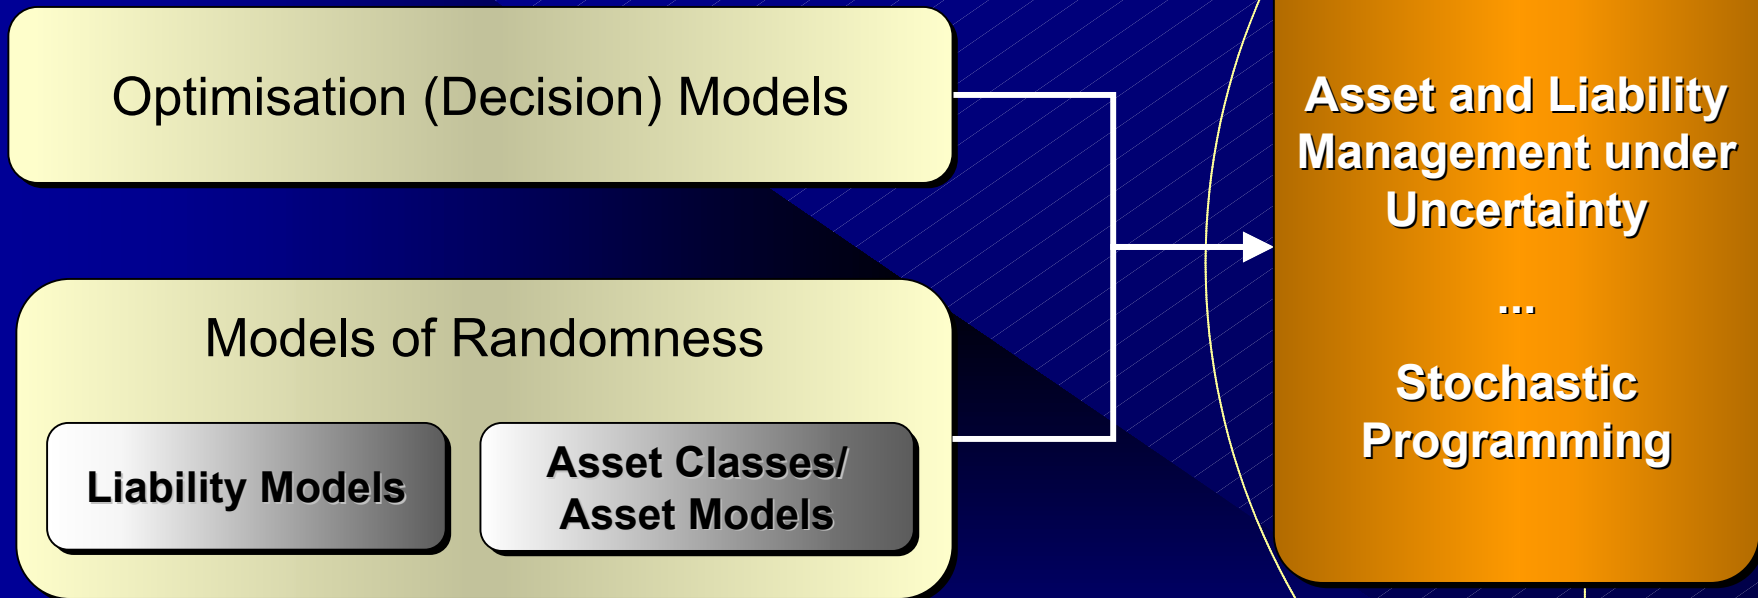 Optimisation (Decision) Models
Models of Randomness
Liability Models
Asset Classes/
Asset Models
Asset and Liability
Management under
Uncertainty
...
Stochastic
Programming